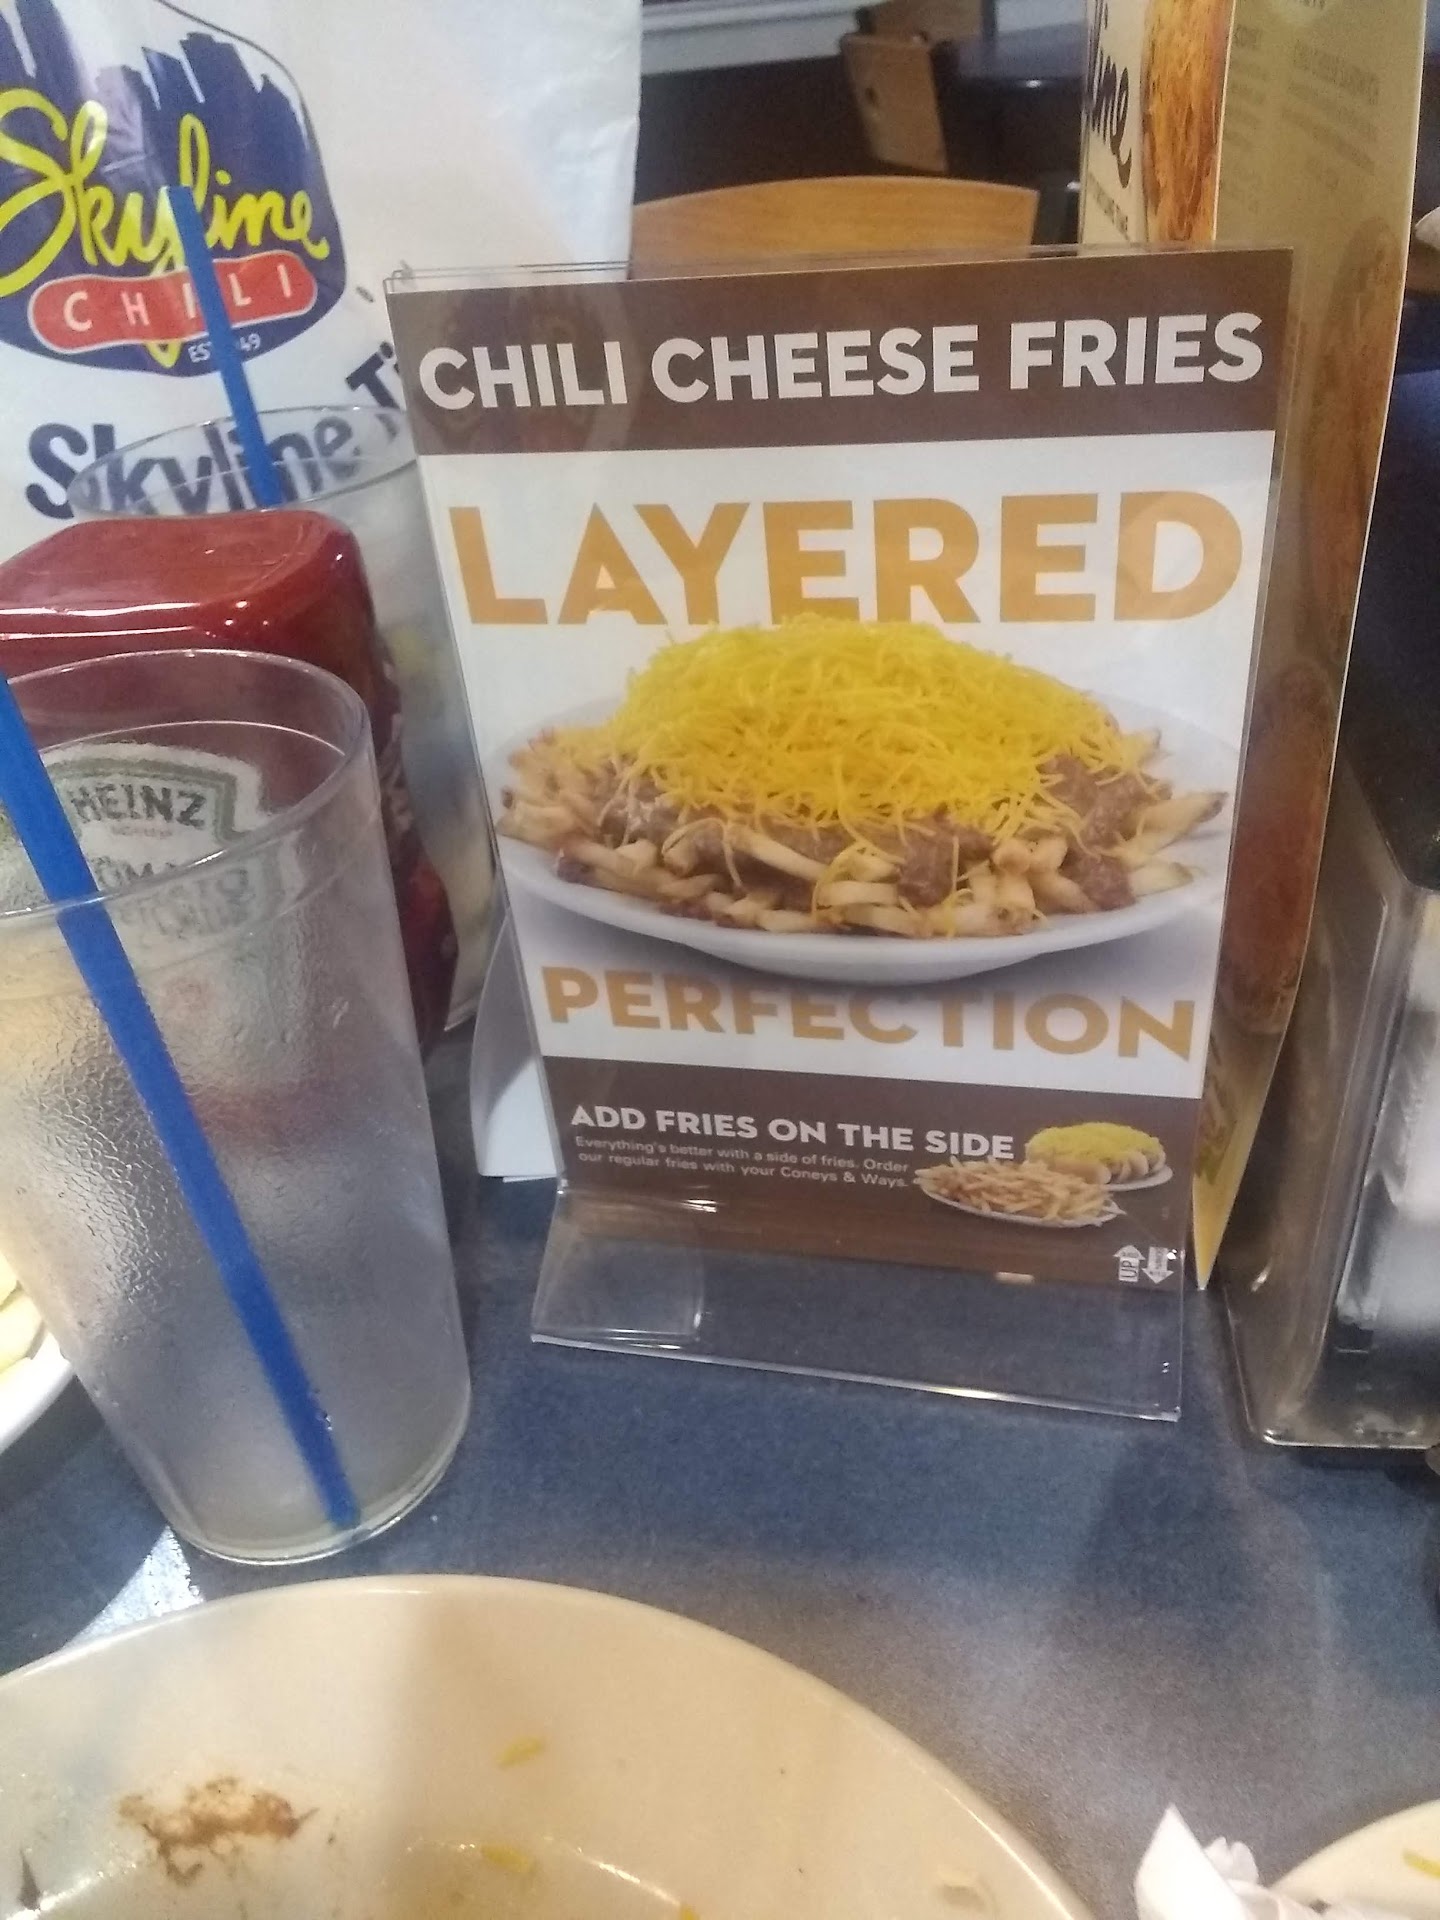 Skyline
CHILI
Skyline
CHILI CHEESE FRIES
LAYERED
PERFECTION
ADD FRIES ON THE SIDE
Everything's better with a side of fries. Order
our regular fries with your Coneys & Ways.
UP
HEINZ